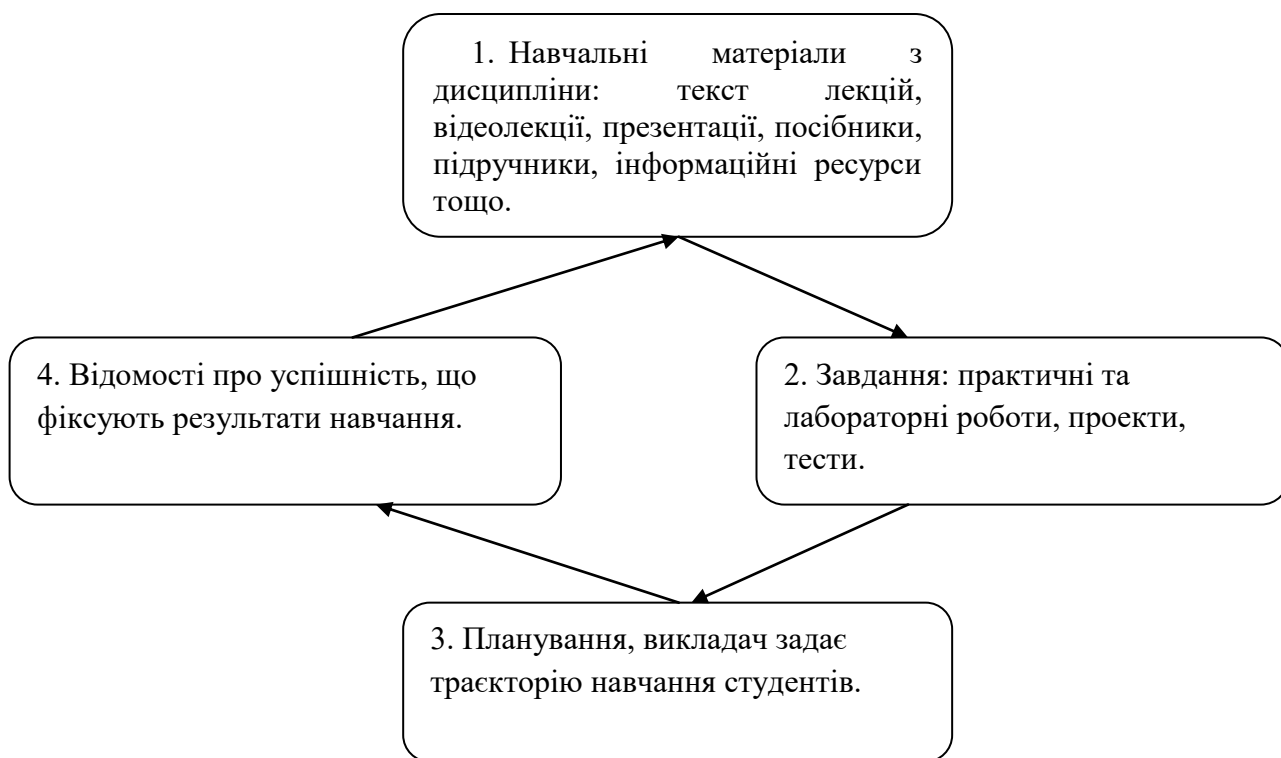 1. Навчальні матеріали з
дисципліни: текст лекцій,
відеолекції, презентації, посібники,
підручники, інформаційні ресурси
тощо.
4. Відомості про успішність, що
фіксують результати навчання.
2. Завдання: практичні та
лабораторні роботи, проекти,
тести.
3. Планування, викладач задає
траєкторію навчання студентів.